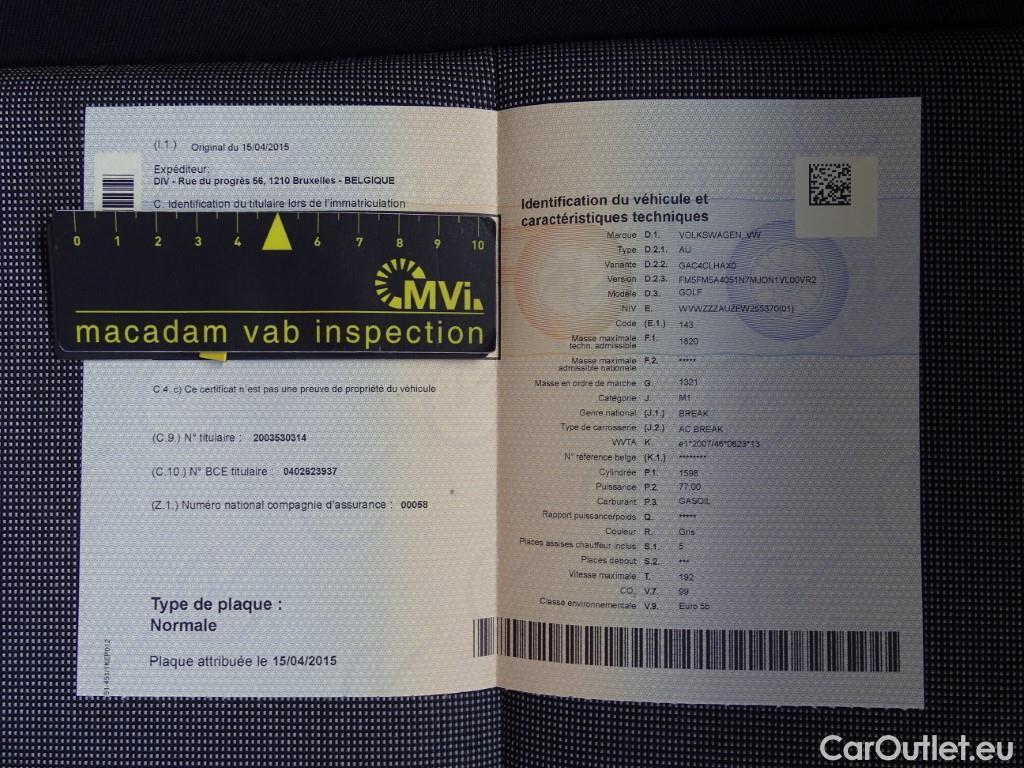 (I.1.) Original du 15/04/2015
Expéditeur:
DIV - Rue du progrès 56, 1210 Bruxelles - BELGIQUE
C. Identification du titulaire lors de l'immatriculation
0 1 2 3 4 6 7 8 9 10
MVi.
macadam vab inspection
C.4. c) Ce certificat n'est pas une preuve de propriété du véhicule
(C.9.) N° titulaire : 2003530314
(C.10.) N° BCE titulaire : 0402623937
(Z.1.) Numéro national compagnie d'assurance : 00058
Type de plaque :
Normale
Plaque attribuée le 15/04/2015
Identification du véhicule et
caractéristiques techniques
Marque D.1. VOLKSWAGEN, VW
Type D.2.1. AU
Variante D.2.2. GAC4CLHAX0
Version D.2.3. FM5FM5A4051N7MJON1VL00VR2
Modèle D.3. GOLF
NIV E. WVWZZZAUZEW255370(01)
Code (E.1.) 143
Masse maximale
techn. admissible F.1. 1820
Masse maximale
admissible nationale F.2. *****
Masse en ordre de marche G. 1321
Catégorie J. M1
Genre national (J.1.) BREAK
Type de carrosserie (J.2.) AC BREAK
WVTA K. e1*2007/46*0623*13
N° référence belge (K.1.) ********
Cylindrée P.1. 1598
Puissance P.2. 77.00
Carburant P.3. GASOIL
Rapport puissance/poids Q. *****
Couleur R. Gris
Places assises chauffeur inclus S.1. 5
Places debout S.2. ***
Vitesse maximale T. 192
CO₂ V.7. 99
Classe environnementale V.9. Euro 5b
CarOutlet.eu